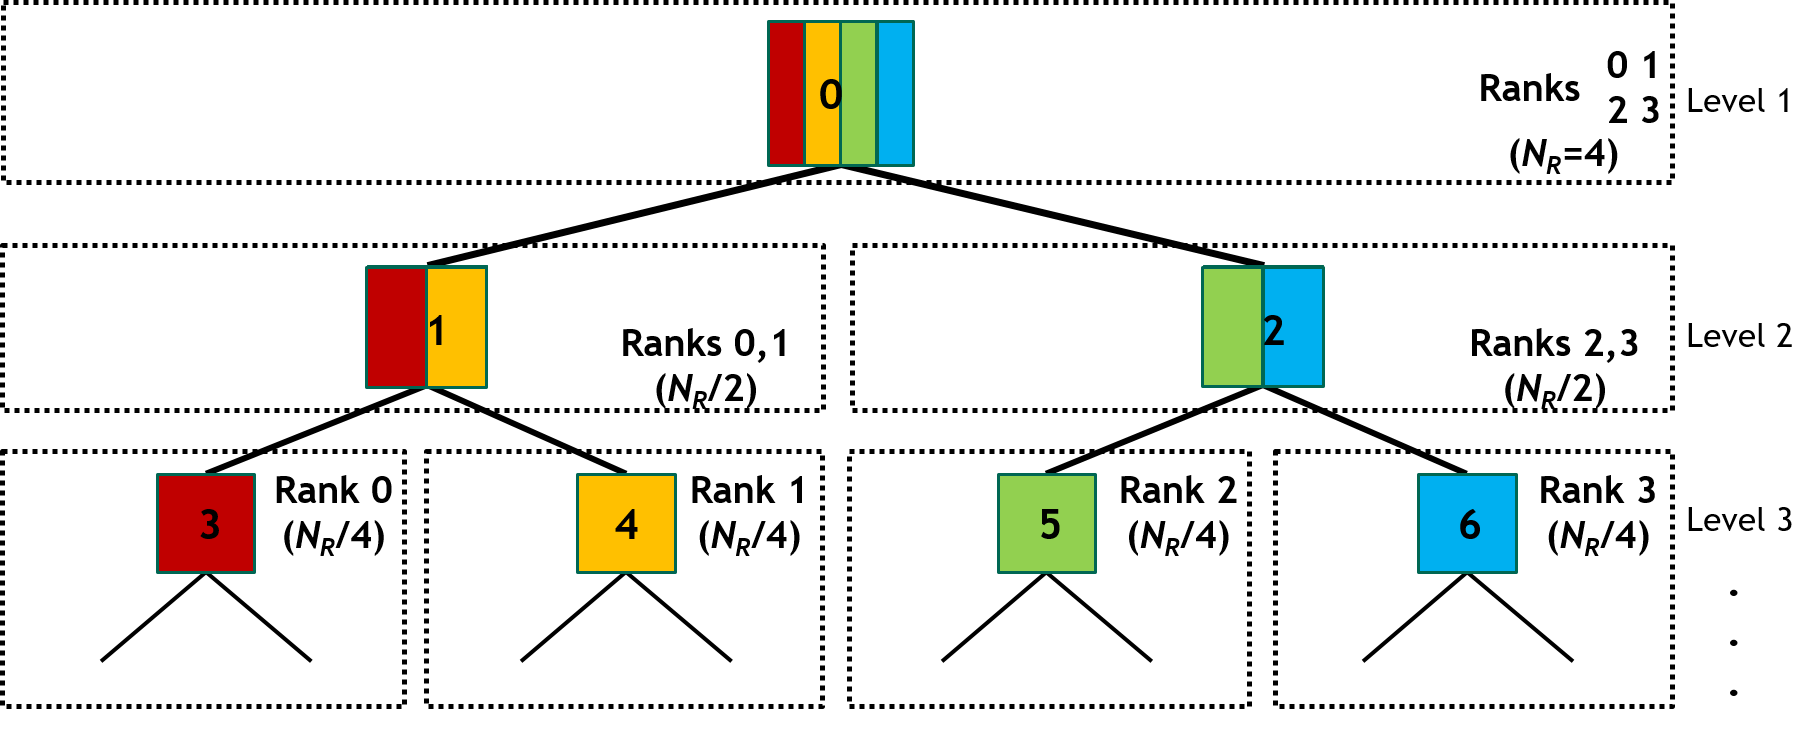 0
Ranks
0 1
2 3
(NR=4)
Level 1
1
Ranks 0,1
(NR/2)
2
Ranks 2,3
(NR/2)
Level 2
3
Rank 0
(NR/4)
4
Rank 1
(NR/4)
5
Rank 2
(NR/4)
6
Rank 3
(NR/4)
Level 3
.
.
.